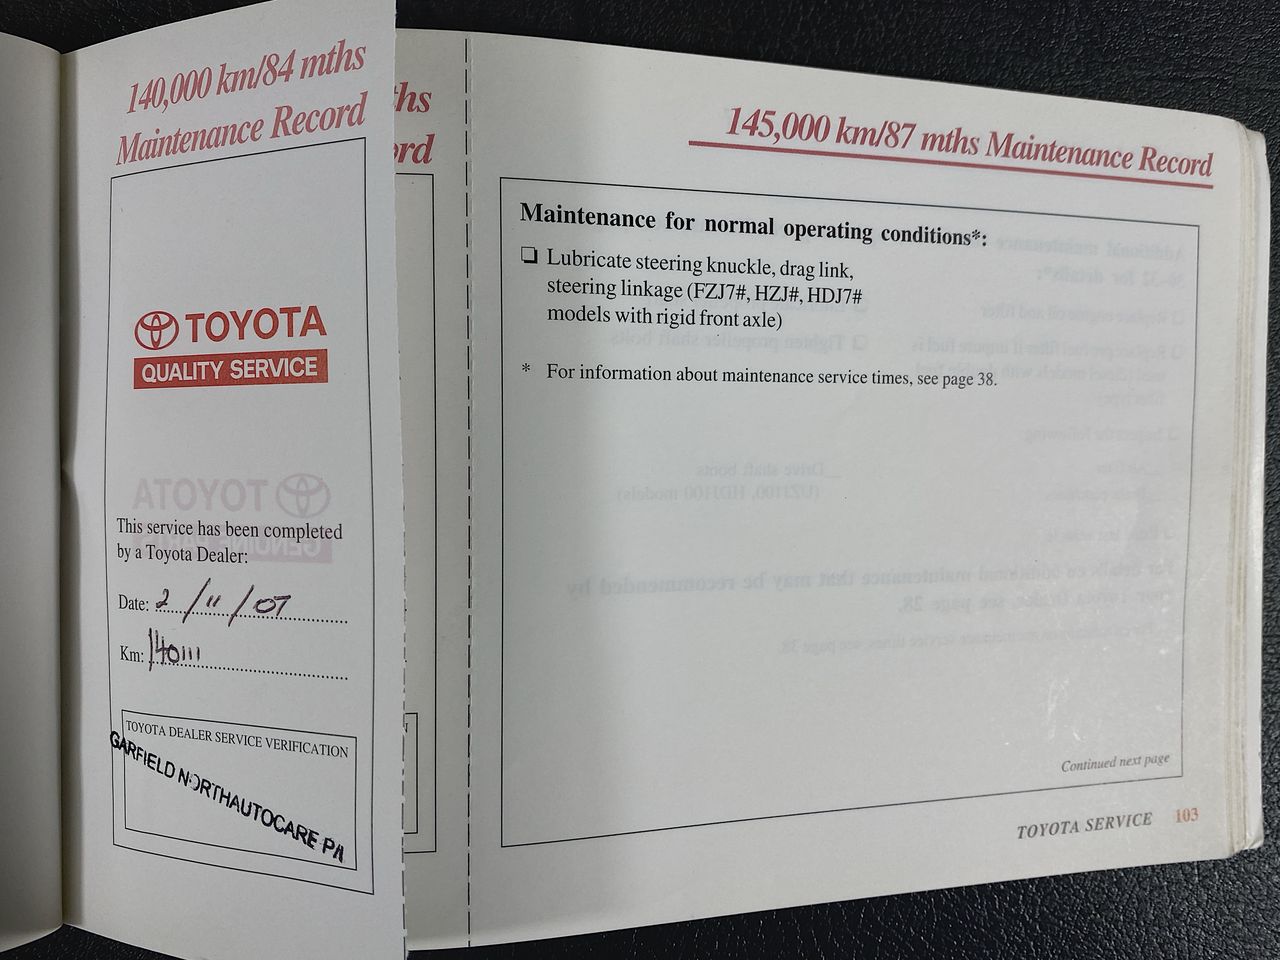 140,000 km/84 mths
Maintenance Record
TOYOTA
QUALITY SERVICE
This service has been completed
by a Toyota Dealer:
Date: 2/11/07
Km: 140111
TOYOTA DEALER SERVICE VERIFICATION
GARFIELD NORTHAUTOCARE
ths
ord
N
145,000 km/87 mths Maintenance Record
Maintenance for normal operating conditions*:
❏ Lubricate steering knuckle, drag link,
steering linkage (FZJ7#, HZJ#, HDJ7#
models with rigid front axle)
* For information about maintenance service times, see page 38.
Continued next page
TOYOTA SERVICE 103